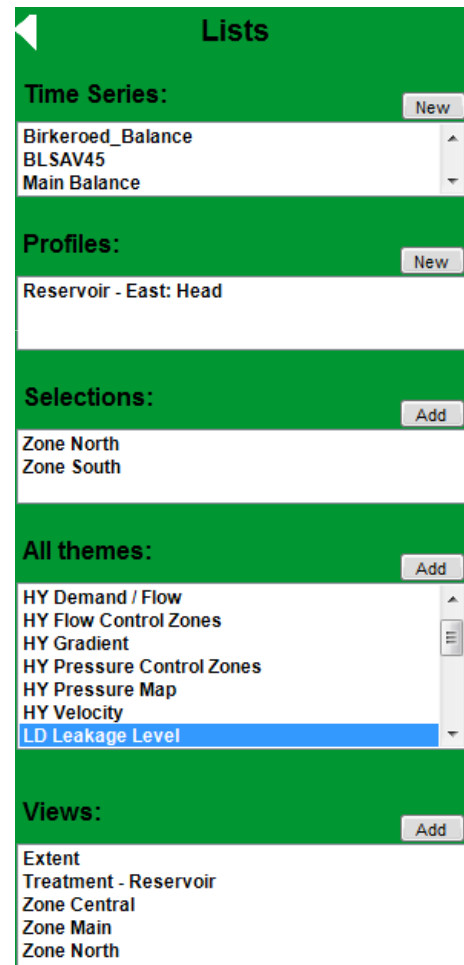 Lists
Time Series:
New
Birkeroed_Balance
BLSAV45
Main Balance
Profiles:
New
Reservoir - East: Head
Selections:
Add
Zone North
Zone South
All themes:
Add
HY Demand / Flow
HY Flow Control Zones
HY Gradient
HY Pressure Control Zones
HY Pressure Map
HY Velocity
LD Leakage Level
Views:
Add
Extent
Treatment - Reservoir
Zone Central
Zone Main
Zone North